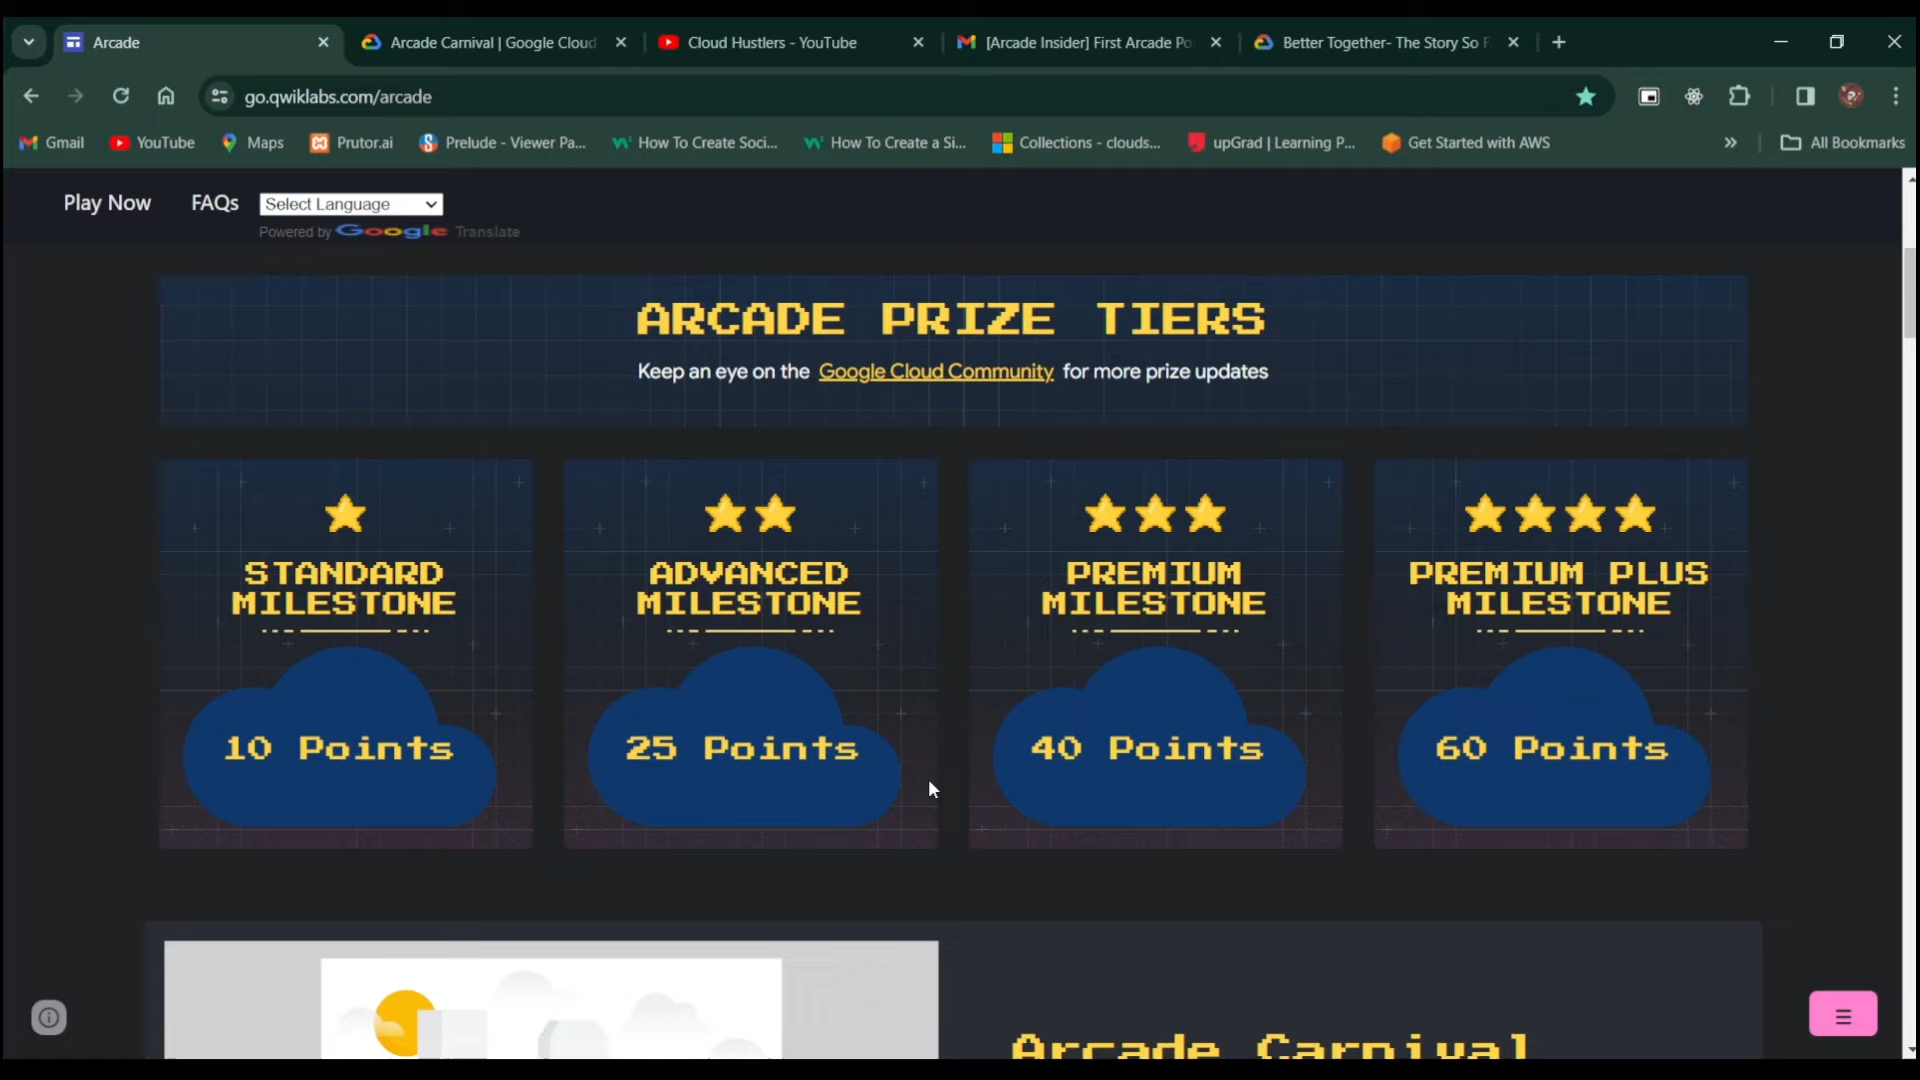 Arcade
Arcade Carnival | Google Cloud
Cloud Hustlers - YouTube
[Arcade Insider] First Arcade Po
Better Together- The Story So F
go.qwiklabs.com/arcade
Gmail
YouTube
Maps
Prutor.ai
Prelude - Viewer Pa...
How To Create Soci...
How To Create a Si...
Collections - clouds...
upGrad | Learning P...
Get Started with AWS
All Bookmarks
Play Now
FAQs
Select Language
Powered by Google Translate
ARCADE PRIZE TIERS
Keep an eye on the Google Cloud Community for more prize updates
STANDARD
MILESTONE
10 Points
ADVANCED
MILESTONE
25 Points
PREMIUM
MILESTONE
40 Points
PREMIUM PLUS
MILESTONE
60 Points
Arcade Carnival